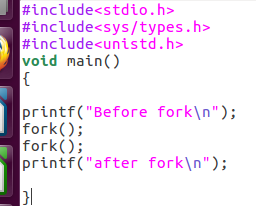 #include<stdio.h>
#include<sys/types.h>
#include<unistd.h>
void main()
{
printf("Before fork\n");
fork();
fork();
printf("after fork\n");
}